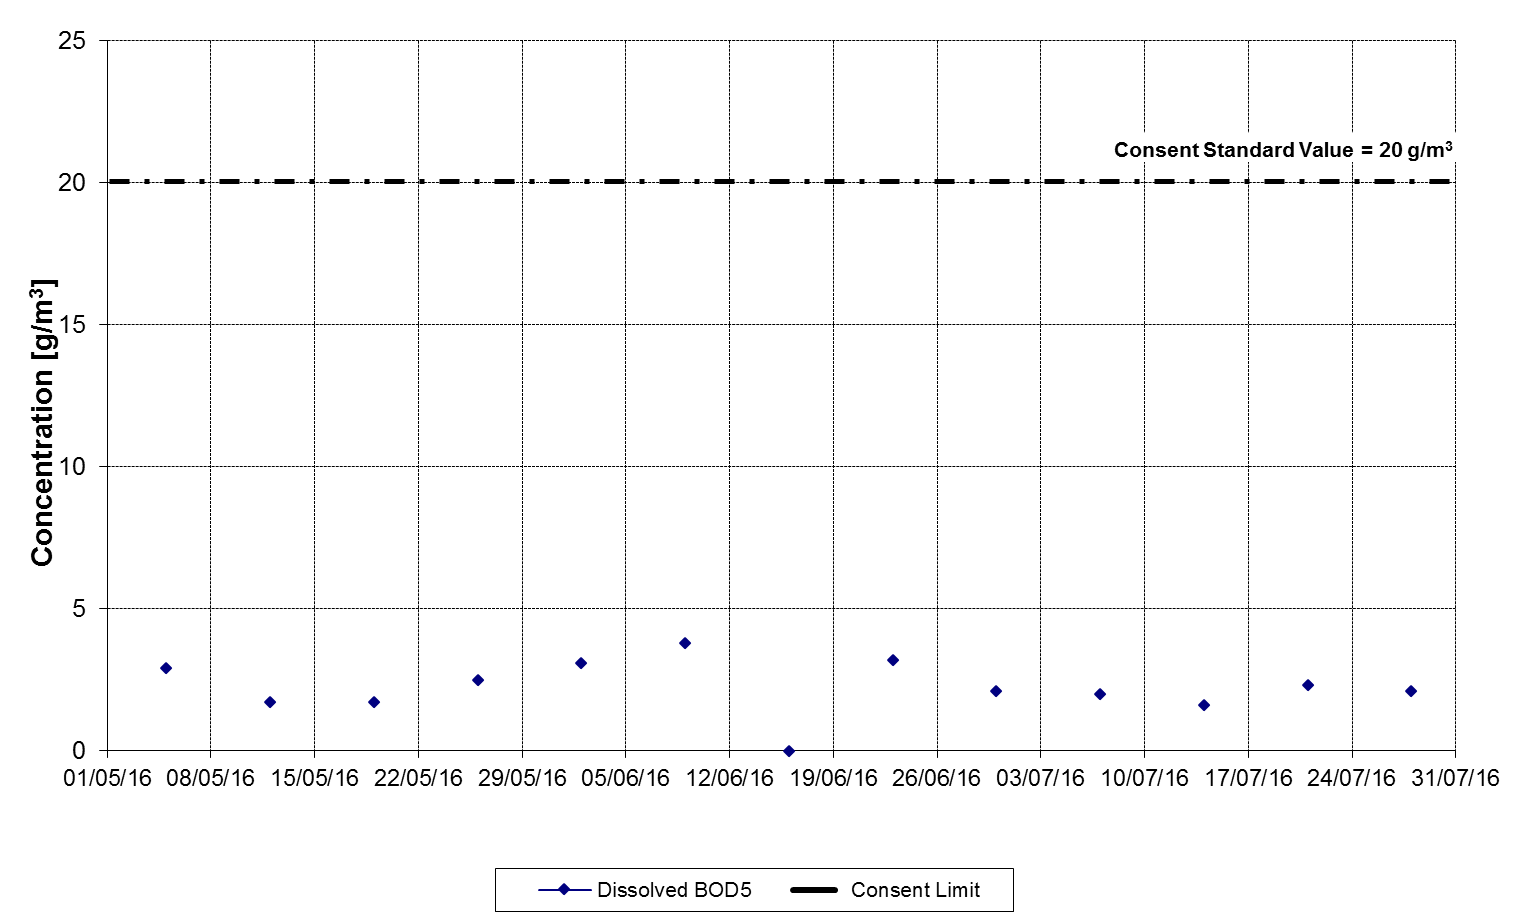 25
Consent Standard Value = 20 g/m³
20
15
Concentration [g/m³]
10
5
0
01/05/16 08/05/16 15/05/16 22/05/16 29/05/16 05/06/16 12/06/16 19/06/16 26/06/16 03/07/16 10/07/16 17/07/16 24/07/16 31/07/16
Dissolved BOD5 Consent Limit